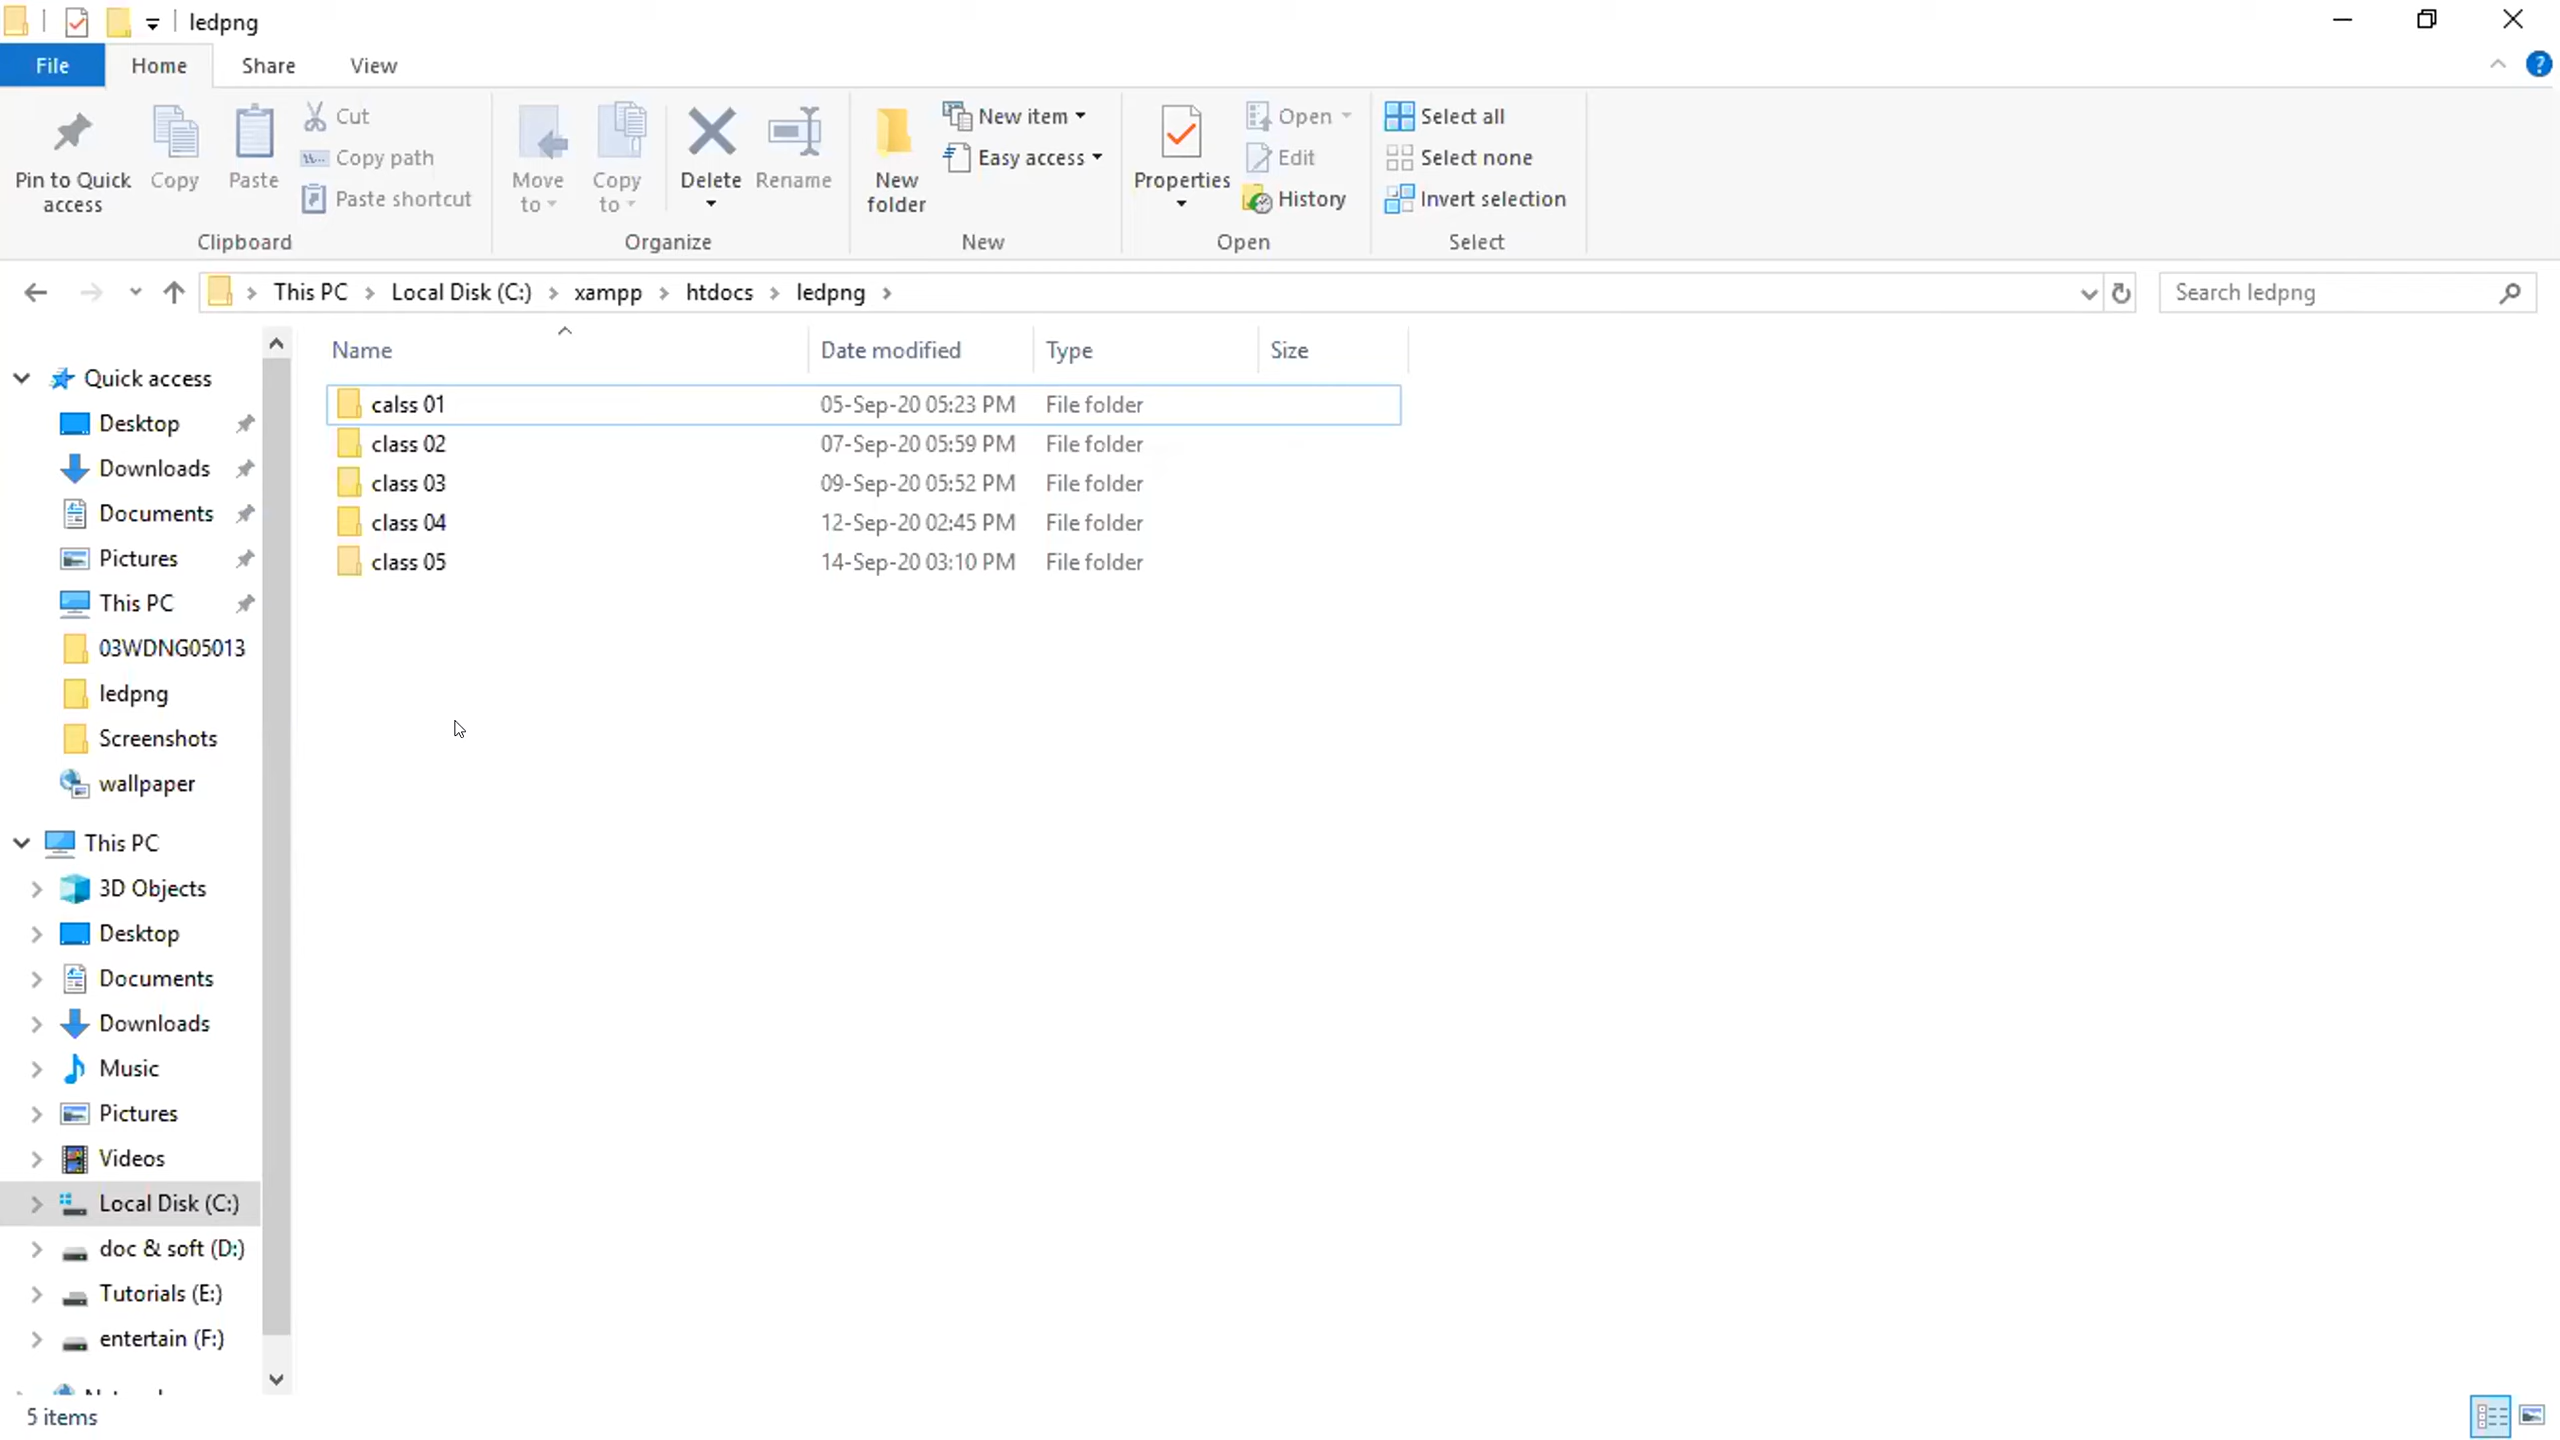 ledpng
File Home Share View
Pin to Quick access
Copy
Paste
Cut
Copy path
Paste shortcut
Clipboard
Move to
Copy to
Delete
Rename
Organize
New folder
New item
Easy access
New
Properties
Open
Edit
History
Open
Select all
Select none
Invert selection
Select
This PC > Local Disk (C:) > xampp > htdocs > ledpng >
Search ledpng
Name Date modified Type Size
calss 01 05-Sep-20 05:23 PM File folder
class 02 07-Sep-20 05:59 PM File folder
class 03 09-Sep-20 05:52 PM File folder
class 04 12-Sep-20 02:45 PM File folder
class 05 14-Sep-20 03:10 PM File folder
Quick access
Desktop
Downloads
Documents
Pictures
This PC
03WDNG05013
ledpng
Screenshots
wallpaper
This PC
3D Objects
Desktop
Documents
Downloads
Music
Pictures
Videos
Local Disk (C:)
doc & soft (D:)
Tutorials (E:)
entertain (F:)
5 items